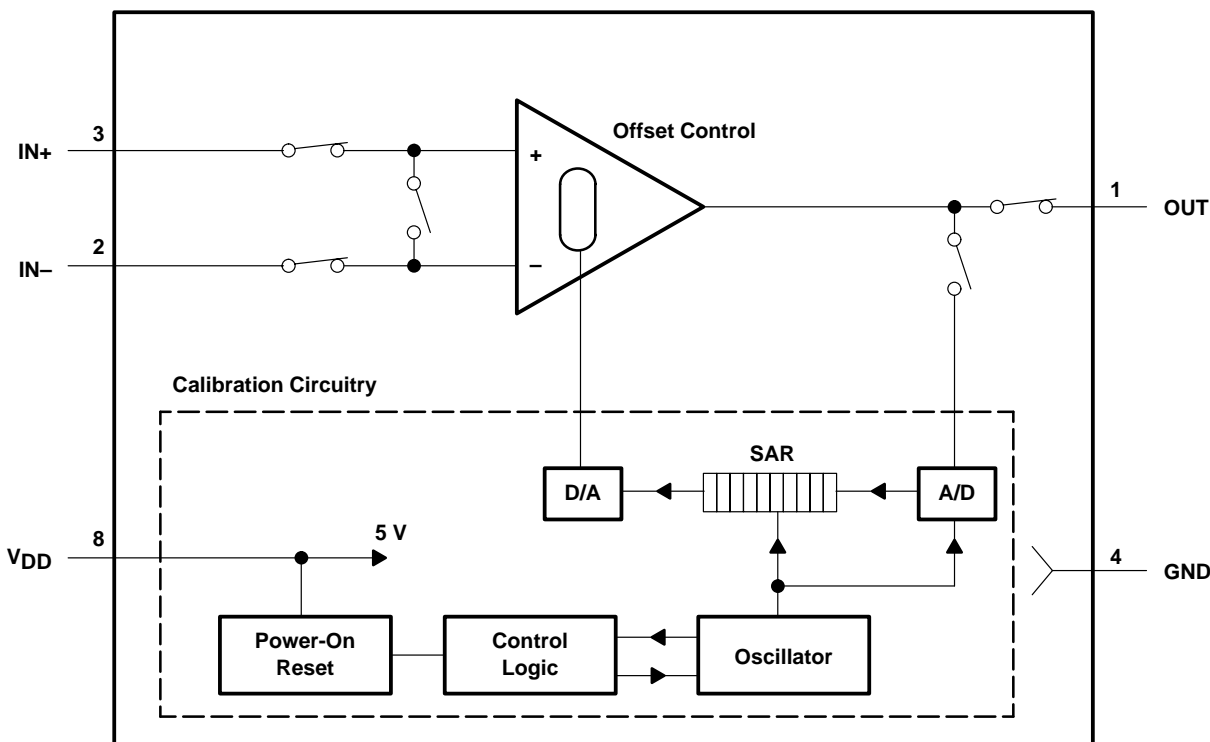 Offset Control
3
IN+
+
1
OUT
2
IN–
–
Calibration Circuitry
SAR
D/A
A/D
5 V
8
VDD
4
GND
Power-On
Reset
Control
Logic
Oscillator